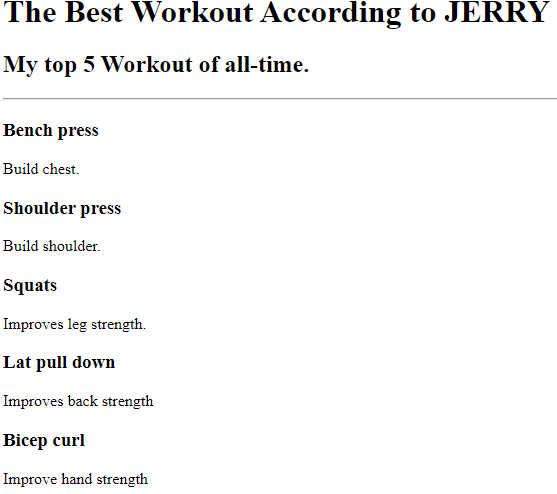 The Best Workout According to JERRY
My top 5 Workout of all-time.
Bench press
Build chest.
Shoulder press
Build shoulder.
Squats
Improves leg strength.
Lat pull down
Improves back strength
Bicep curl
Improve hand strength